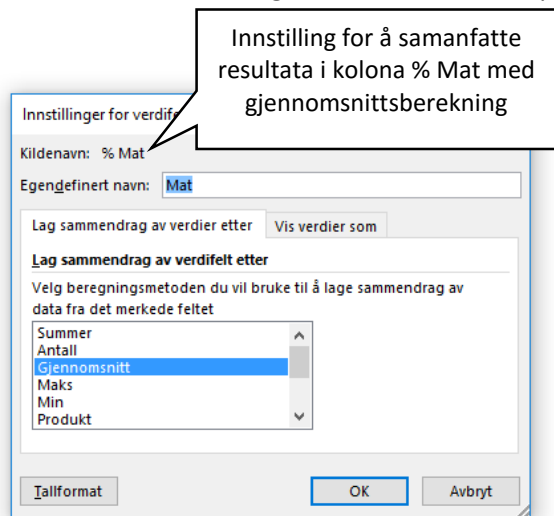 Innstilling for å samanfatte
resultata i kolona % Mat med
gjennomsnittsberekning
Innstillinger for
Kildenavn: % Mat
Egendefinert navn: Mat
Lag sammendrag av verdier etter Vis verdier som
Lag sammendrag av verdifelt etter
Velg beregningsmetoden du vil bruke til å lage sammendrag av
data fra det merkede feltet
Summer
Antall
Gjennomsnitt
Maks
Min
Produkt
Tallformat OK Avbryt